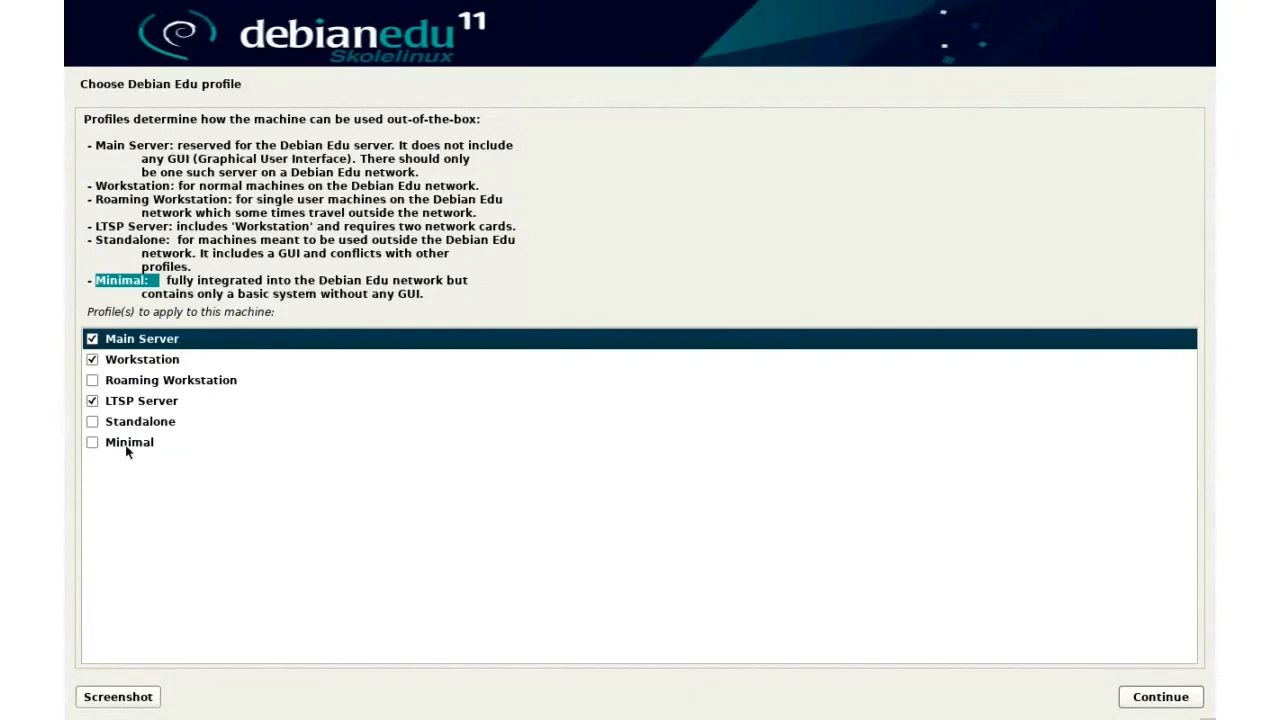 debianedu 11
Skolelinux
Choose Debian Edu profile
Profiles determine how the machine can be used out-of-the-box:
- Main Server: reserved for the Debian Edu server. It does not include
any GUI (Graphical User Interface). There should only
be one such server on a Debian Edu network.
- Workstation: for normal machines on the Debian Edu network.
- Roaming Workstation: for single user machines on the Debian Edu
network which some times travel outside the network.
- LTSP Server: includes 'Workstation' and requires two network cards.
- Standalone: for machines meant to be used outside the Debian Edu
network. It includes a GUI and conflicts with other
profiles.
- Minimal: fully integrated into the Debian Edu network but
contains only a basic system without any GUI.
Profile(s) to apply to this machine:
Main Server
Workstation
Roaming Workstation
LTSP Server
Standalone
Minimal
Screenshot
Continue